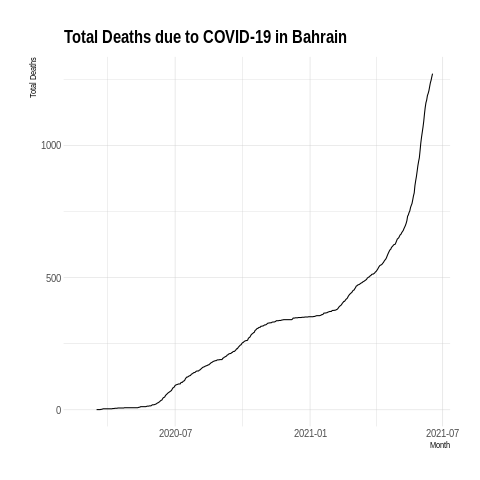 Total Deaths due to COVID-19 in Bahrain
Total Deaths
1000
500
0
2020-07
2021-01
2021-07
Month